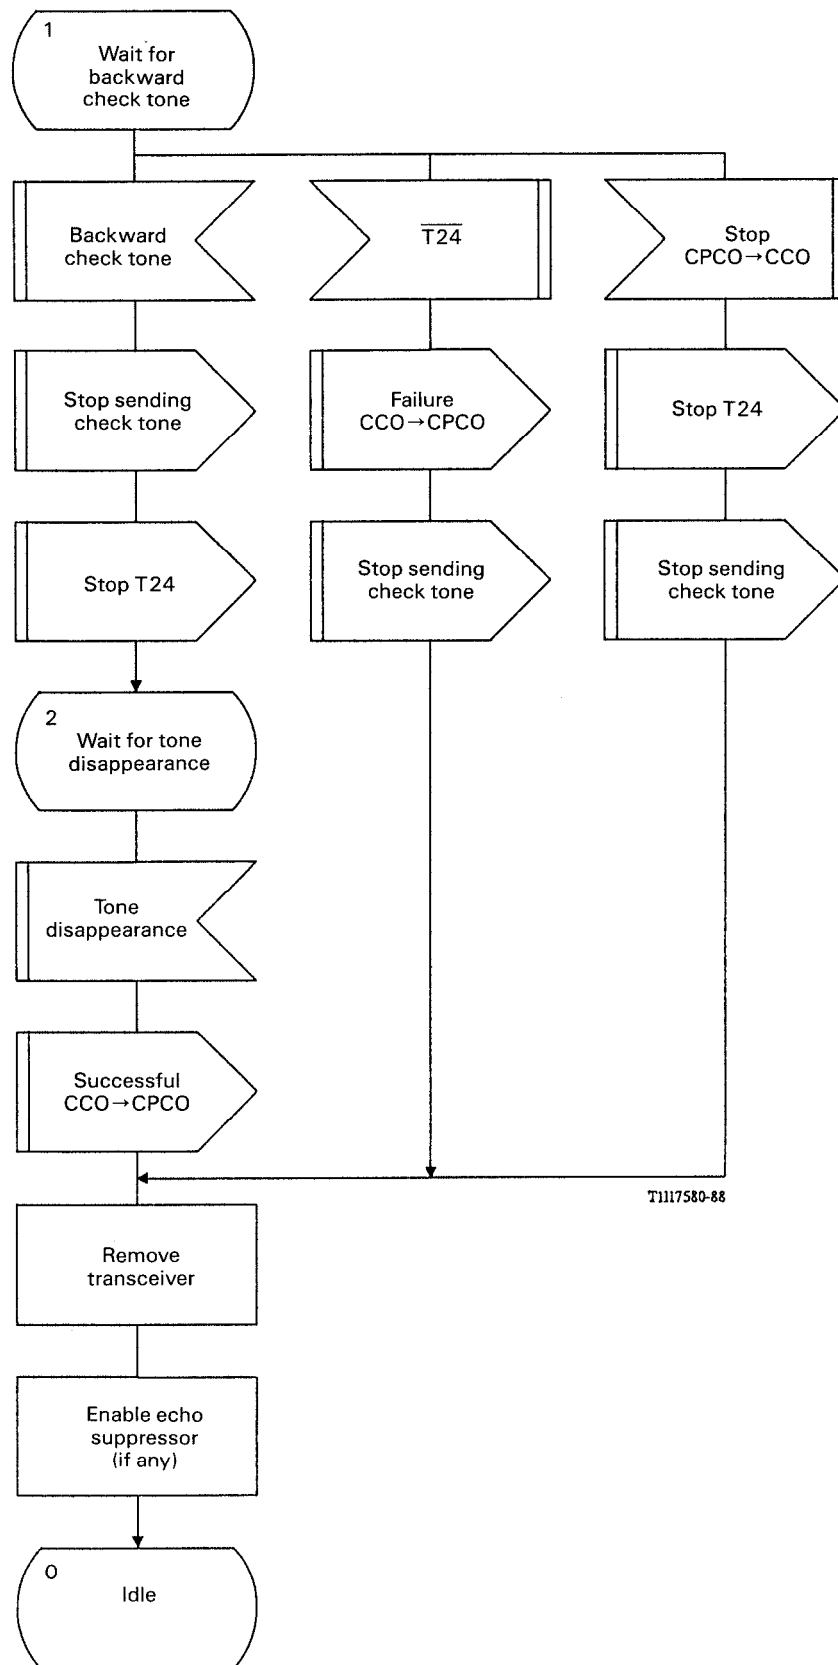 1
Wait for
backward
check tone
Backward
check tone
T24
Stop
CPCO→CCO
Stop sending
check tone
Failure
CCO→CPCO
Stop T24
Stop T24
Stop sending
check tone
Stop sending
check tone
2
Wait for tone
disappearance
Tone
disappearance
Successful
CCO→CPCO
T1117580-88
Remove
transceiver
Enable echo
suppressor
(if any)
0
Idle